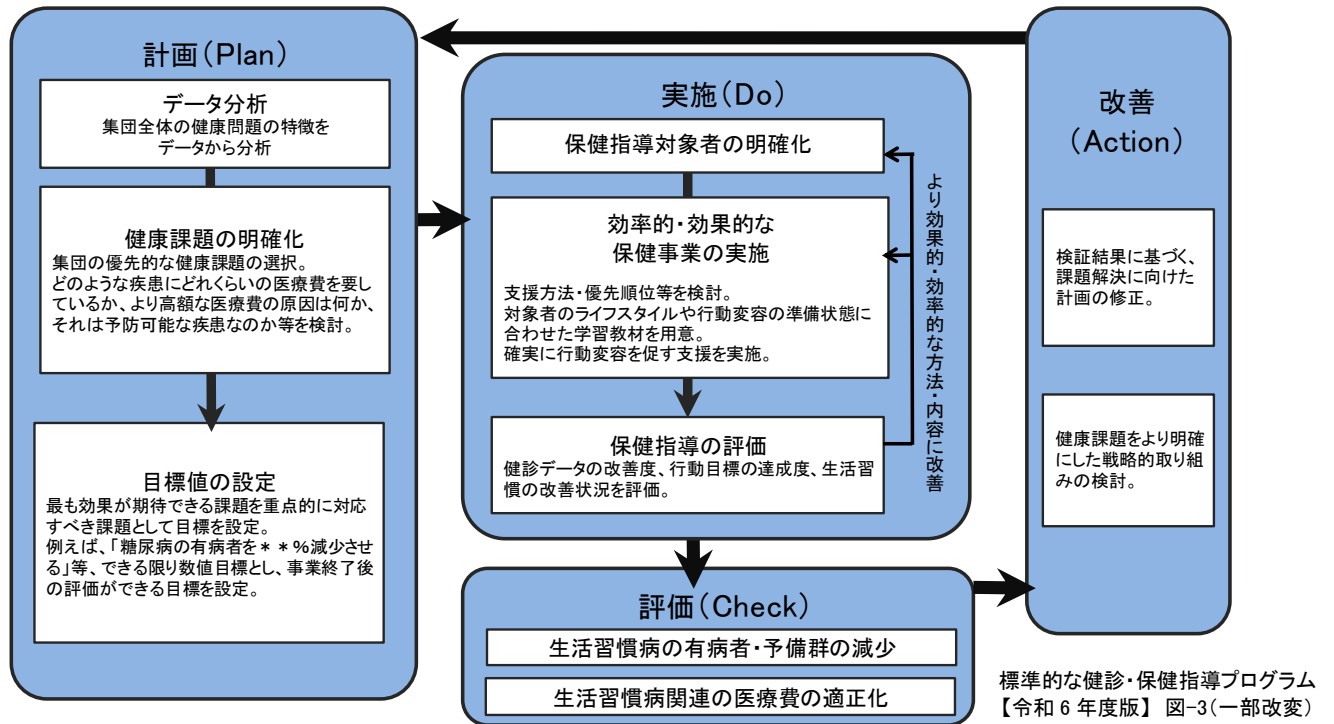 計画(Plan)
データ分析
集団全体の健康問題の特徴を
データから分析
健康課題の明確化
集団の優先的な健康課題の選択。
どのような疾患にどれくらいの医療費を要し
ているか、より高額な医療費の原因は何か、
それは予防可能な疾患なのか等を検討。
目標値の設定
最も効果が期待できる課題を重点的に対応
すべき課題として目標を設定。
例えば、「糖尿病の有病者を**%減少させ
る」等、できる限り数値目標とし、事業終了後
の評価ができる目標を設定。
実施(Do)
保健指導対象者の明確化
効率的・効果的な
保健事業の実施
支援方法・優先順位等を検討。
対象者のライフスタイルや行動変容の準備状態に
合わせた学習教材を用意。
確実に行動変容を促す支援を実施。
保健指導の評価
健診データの改善度、行動目標の達成度、生活習
慣の改善状況を評価。
より効果的・効率的な方法・内容に改善
評価(Check)
生活習慣病の有病者・予備群の減少
生活習慣病関連の医療費の適正化
改善
(Action)
検証結果に基づく、
課題解決に向けた
計画の修正。
健康課題をより明確
にした戦略的取り組
みの検討。
標準的な健診・保健指導プログラム
【令和6年度版】 図-3(一部改変)